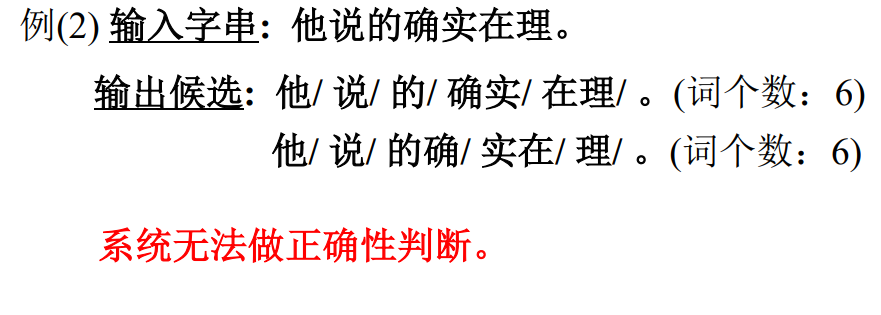 例(2) 输入字串：他说的确实在理。
输出候选：他/ 说/ 的/ 确实/ 在理/ 。(词个数：6)
他/ 说/ 的确/ 实在/ 理/ 。(词个数：6)
系统无法做正确性判断。